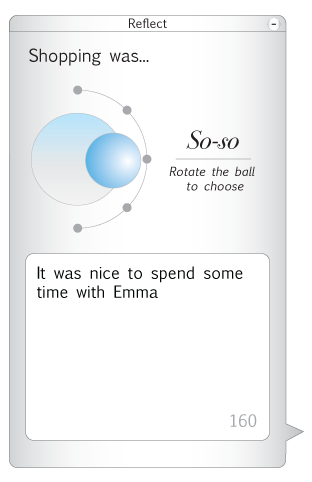 Reflect
Shopping was...
So-so
Rotate the ball
to choose
It was nice to spend some
time with Emma
160